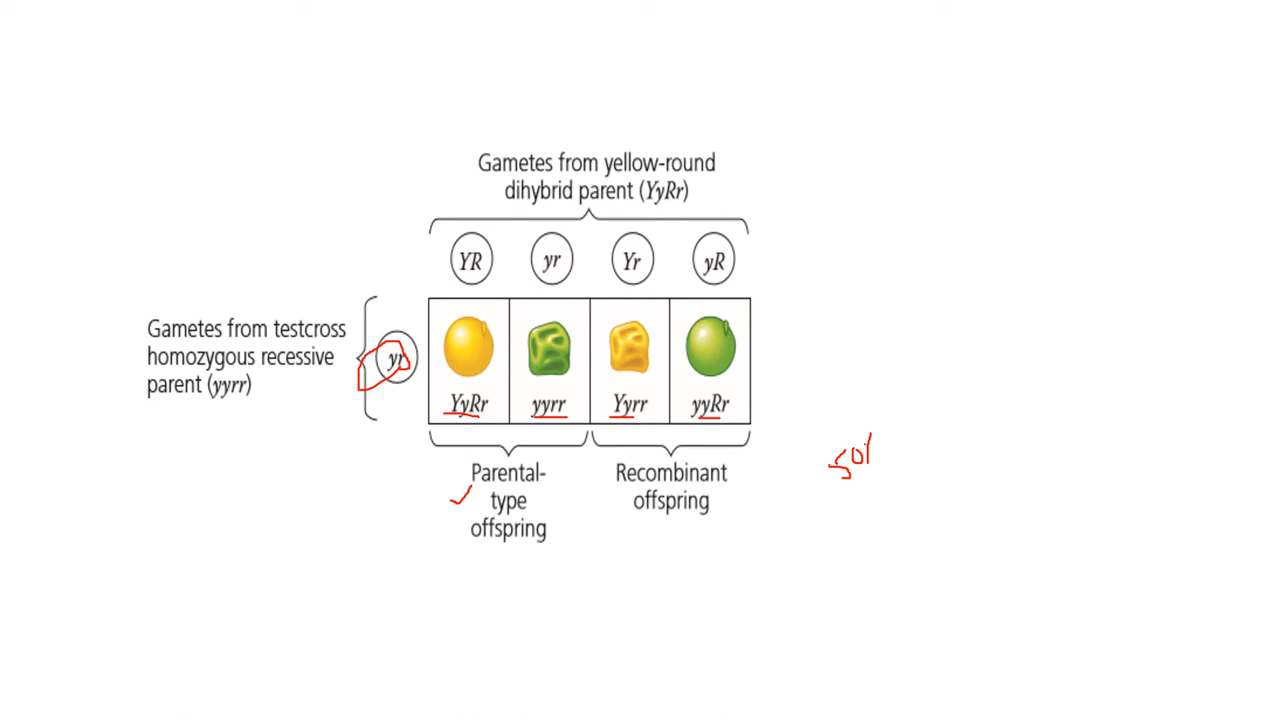 Gametes from yellow-round
dihybrid parent (YyRr)
YR yr Yr yR
Gametes from testcross
homozygous recessive
parent (yyrr)
yr
YyRr yyrr Yyrr yyRr
Parental-
type
offspring
Recombinant
offspring
50%